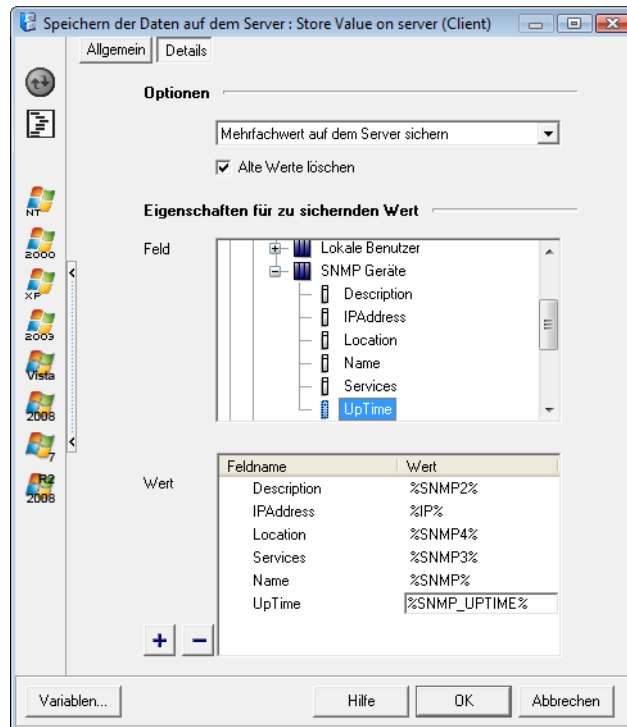 Speichern der Daten auf dem Server : Store Value on server (Client)
Allgemein Details
Optionen
Mehrfachwert auf dem Server sichern
Alte Werte löschen
Eigenschaften für zu sichernden Wert
Feld
Lokale Benutzer
SNMP Geräte
Description
IPAddress
Location
Name
Services
UpTime
Wert
Feldname Wert
Description %SNMP2%
IPAddress %IP%
Location %SNMP4%
Services %SNMP3%
Name %SNMP%
UpTime %SNMP_UPTIME%
NT
2000
XP
2003
Vista
2008
7
R2
2008
+ −
Variablen... Hilfe OK Abbrechen